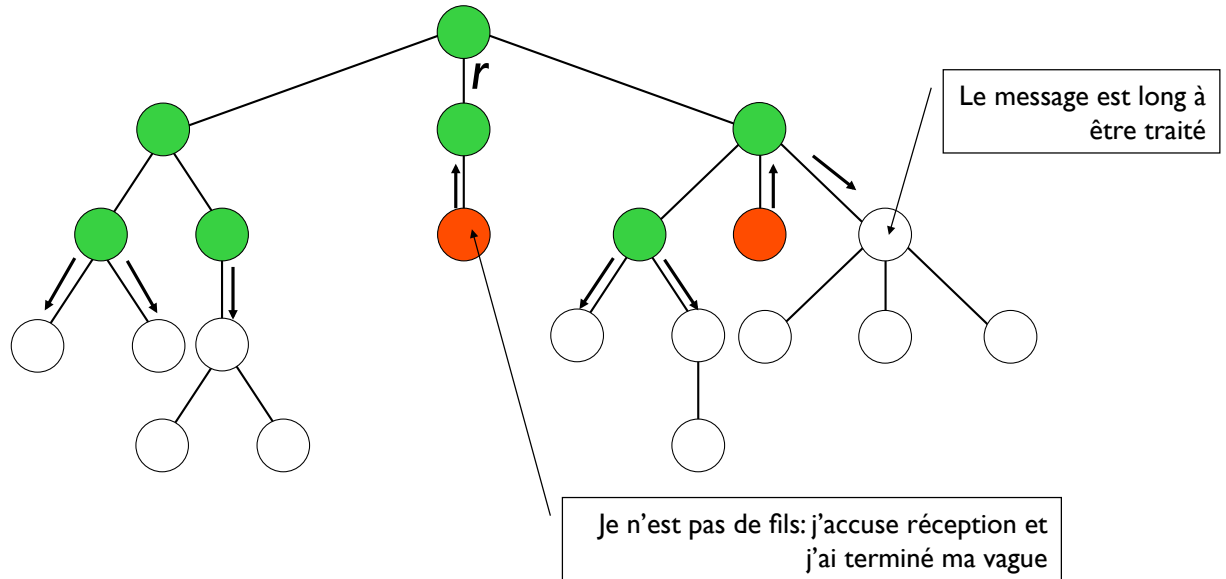 r
Le message est long à
être traité
Je n'est pas de fils: j'accuse réception et
j'ai terminé ma vague